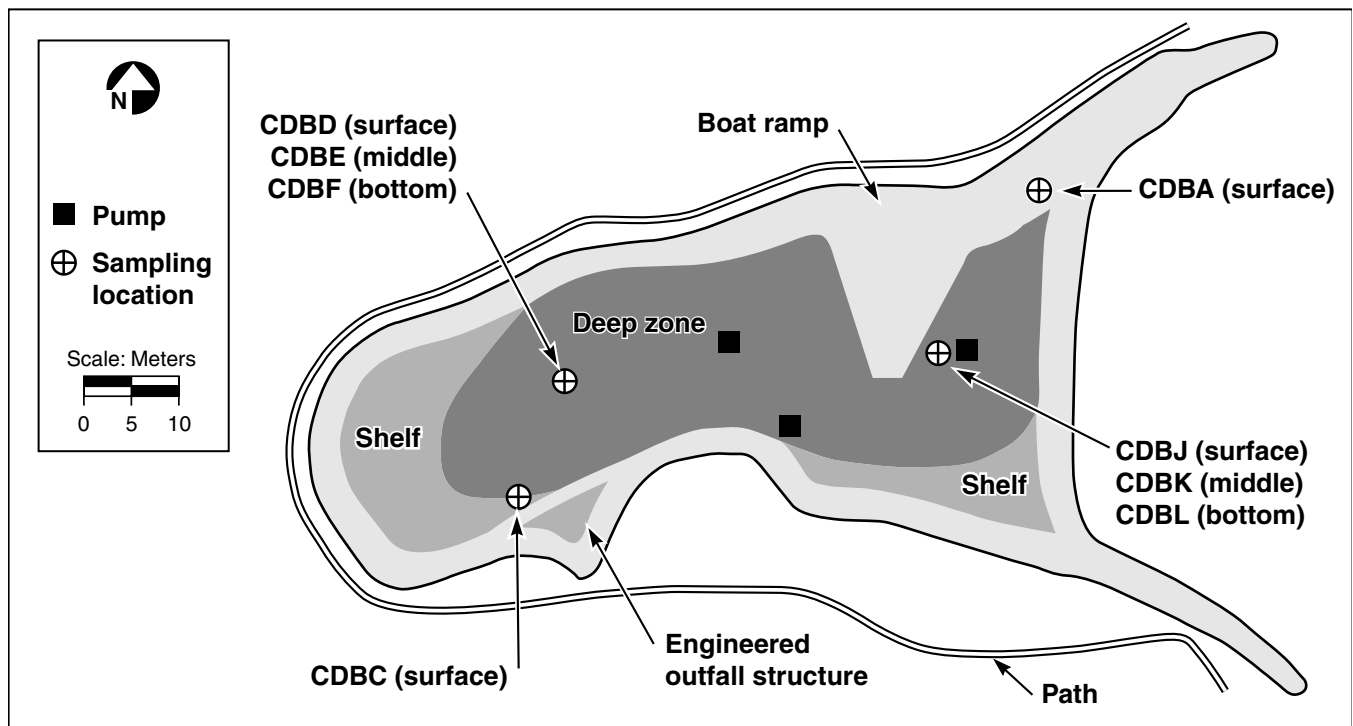 N
Pump
Sampling
location
Scale: Meters
0 5 10
CDBD (surface)
CDBE (middle)
CDBF (bottom)
Boat ramp
CDBA (surface)
Deep zone
Shelf
CDBJ (surface)
CDBK (middle)
CDBL (bottom)
Shelf
CDBC (surface)
Engineered
outfall structure
Path